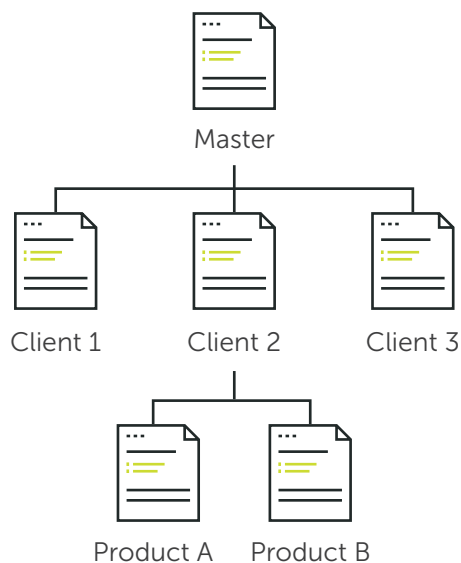 Master
Client 1
Client 2
Client 3
Product A
Product B